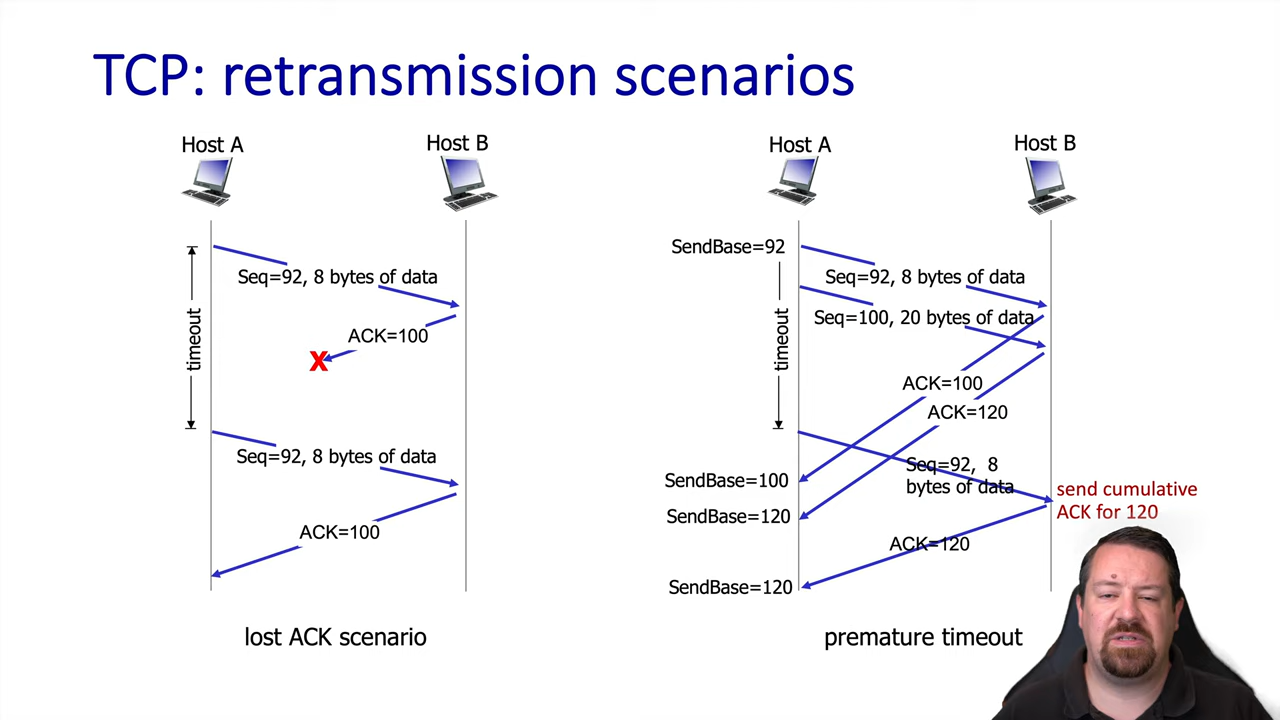 TCP: retransmission scenarios
Host A
Host B
timeout
Seq=92, 8 bytes of data
ACK=100
X
Seq=92, 8 bytes of data
ACK=100
lost ACK scenario
Host A
Host B
SendBase=92
timeout
Seq=92, 8 bytes of data
Seq=100, 20 bytes of data
ACK=100
ACK=120
Seq=92, 8
bytes of data
SendBase=100
SendBase=120
send cumulative
ACK for 120
ACK=120
SendBase=120
premature timeout